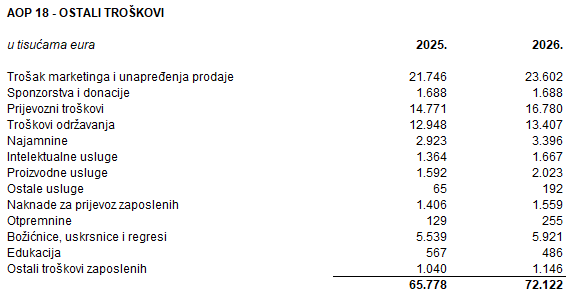 AOP 18 - OSTALI TROŠKOVI
u tisućama eura 2025. 2026.
Trošak marketinga i unapređenja prodaje 21.746 23.602
Sponzorstva i donacije 1.688 1.688
Prijevozni troškovi 14.771 16.780
Troškovi održavanja 12.948 13.407
Najamnine 2.923 3.396
Intelektualne usluge 1.364 1.667
Proizvodne usluge 1.592 2.023
Ostale usluge 65 192
Naknade za prijevoz zaposlenih 1.406 1.559
Otpremnine 129 255
Božićnice, uskrsnice i regresi 5.539 5.921
Edukacija 567 486
Ostali troškovi zaposlenih 1.040 1.146
65.778 72.122